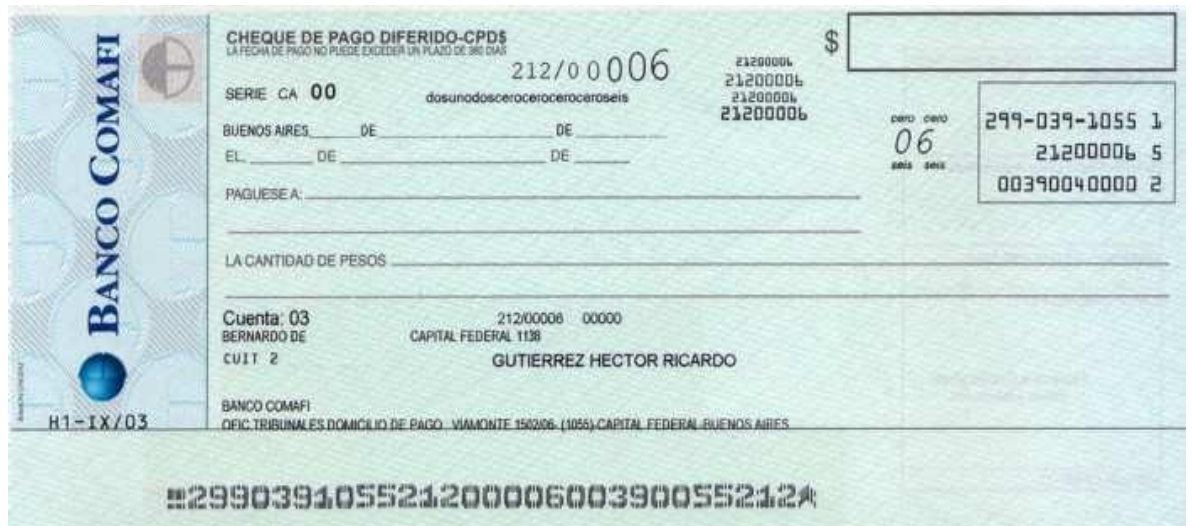 BANCO COMAFI
H1-IX/03
CHEQUE DE PAGO DIFERIDO-CPD$
LA FECHA DE PAGO NO PUEDE EXCEDER UN PLAZO DE 360 DIAS
212/00006
SERIE CA 00
dosunodosceroceroceroceroseis
21200006
21200006
21200006
21200006
$
BUENOS AIRES DE DE
EL, DE DE
cero cero
06
seis seis
299-039-1055 1
21200006 5
00390040000 2
PAGUESE A:
LA CANTIDAD DE PESOS
Cuenta: 03 212/00006 00000
BERNARDO DE CAPITAL FEDERAL 1138
CUIT 2 GUTIERREZ HECTOR RICARDO
BANCO COMAFI
OFIC.TRIBUNALES DOMICILIO DE PAGO VIAMONTE 1502/06- (1055)-CAPITAL FEDERAL-BUENOS AIRES
29903910552120000600390055212